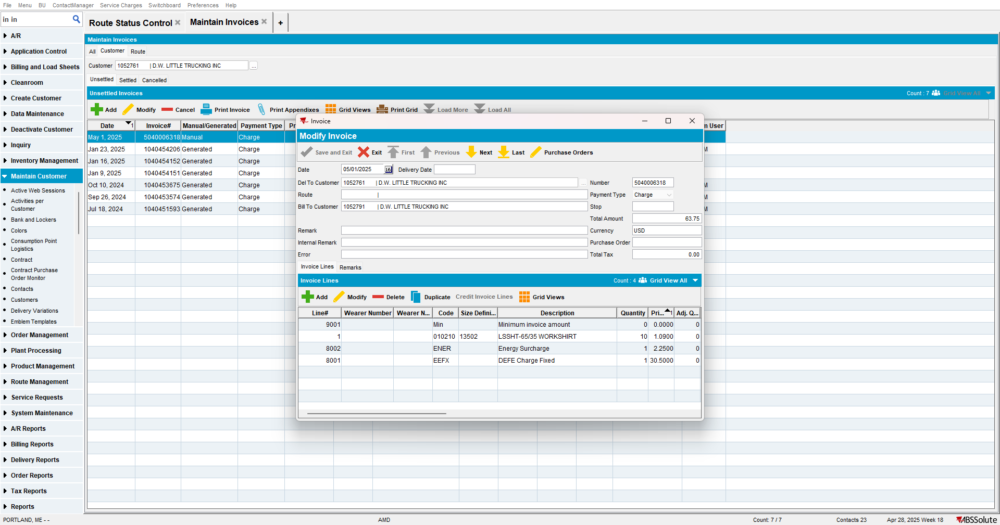 File Menu BU ContactManager Service Charges Switchboard Preferences Help
in in
Route Status Control Maintain Invoices +
A/R
Application Control
Billing and Load Sheets
Cleanroom
Create Customer
Data Maintenance
Deactivate Customer
Inquiry
Inventory Management
Maintain Customer
Active Web Sessions
Activities per
Customer
Bank and Lockers
Colors
Consumption Point
Logistics
Contract
Contract Purchase
Order Monitor
Contacts
Customers
Delivery Variations
Emblem Templates
Order Management
Plant Processing
Product Management
Route Management
Service Requests
System Maintenance
A/R Reports
Billing Reports
Delivery Reports
Order Reports
Tax Reports
Reports
Maintain Invoices
All Customer Route
Customer 1052761 | D.W. LITTLE TRUCKING INC ...
Unsettled Settled Cancelled
Unsettled Invoices Count : 7 Grid View All
Add Modify Cancel Print Invoice Print Appendixes Grid Views Print Grid Load More Load All
Date 1 Invoice# Manual/Generated Payment Type Pr n User
May 1, 2025 5040006318 Manual Charge
Jan 23, 2025 1040454206 Generated Charge M
Jan 16, 2025 1040454152 Generated Charge
Jan 9, 2025 1040454151 Generated Charge
Oct 10, 2024 1040453675 Generated Charge M
Sep 26, 2024 1040453574 Generated Charge M
Jul 18, 2024 1040451593 Generated Charge M
Invoice
Modify Invoice
Save and Exit Exit First Previous Next Last Purchase Orders
Date 05/01/2025 16 Delivery Date
Del To Customer 1052761 | D.W. LITTLE TRUCKING INC ... Number 5040006318
Route | Payment Type Charge
Bill To Customer 1052791 | D.W. LITTLE TRUCKING INC Stop
Total Amount 63.75
Remark Currency USD
Internal Remark Purchase Order
Error Total Tax 0.00
Invoice Lines Remarks
Invoice Lines Count : 4 Grid View All
Add Modify Delete Duplicate Credit Invoice Lines Grid Views
Line# Wearer Number Wearer N... Code Size Defini... Description Quantity Pri... 1 Adj. Q...
9001 Min Minimum invoice amount 0 0.0000 0
1 010210 13502 LSSHT-65/35 WORKSHIRT 10 1.0900 0
8002 ENER Energy Surcharge 1 2.2500 0
8001 EEFX DEFE Charge Fixed 1 30.5000 0
PORTLAND, ME - - AMD Count: 7 / 7 Contacts 23 Apr 28, 2025 Week 18 ABSSolute